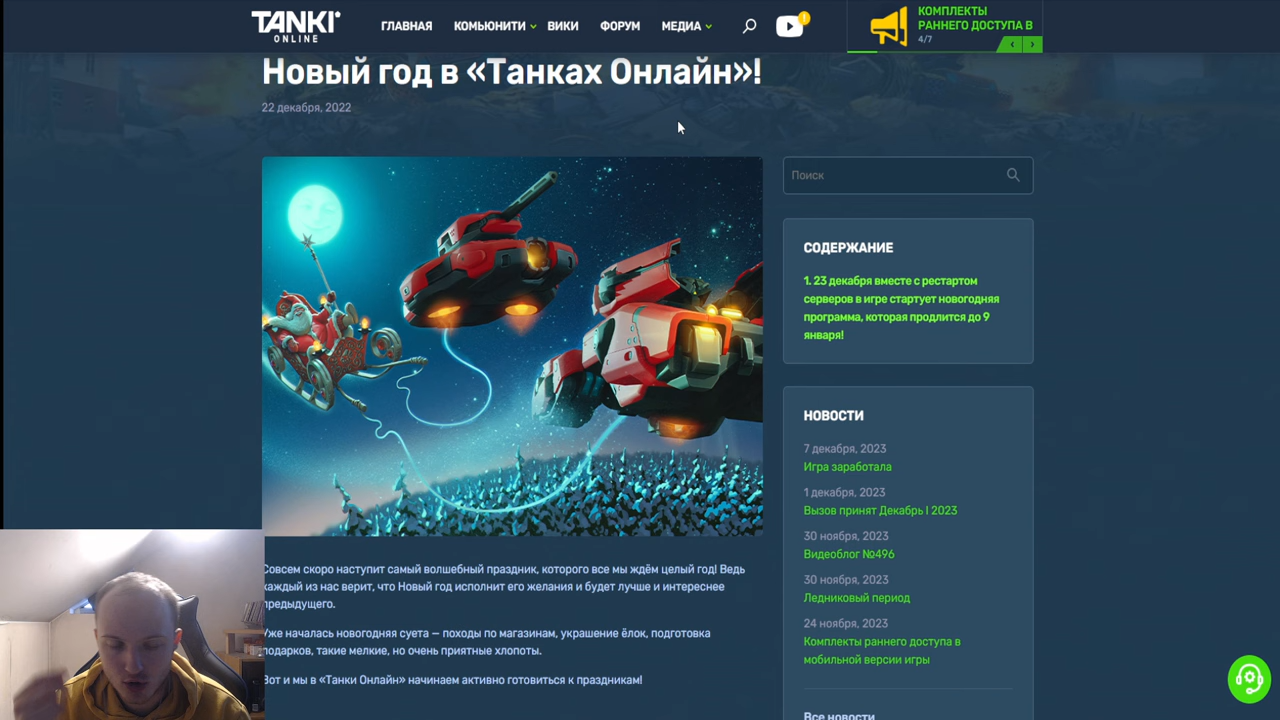 TANKI
ONLINE
ГЛАВНАЯ
КОМЬЮНИТИ
ВИКИ
ФОРУМ
МЕДИА
КОМПЛЕКТЫ
РАННЕГО ДОСТУПА В
4/7
Новый год в «Танках Онлайн»!
22 декабря, 2022
Поиск
СОДЕРЖАНИЕ
1. 23 декабря вместе с рестартом
серверов в игре стартует новогодняя
программа, которая продлится до 9
января!
НОВОСТИ
7 декабря, 2023
Игра заработала
1 декабря, 2023
Вызов принят Декабрь I 2023
30 ноября, 2023
Видеоблог №496
30 ноября, 2023
Ледниковый период
24 ноября, 2023
Комплекты раннего доступа в
мобильной версии игры
Все новости
Совсем скоро наступит самый волшебный праздник, которого все мы ждём целый год! Ведь
каждый из нас верит, что Новый год исполнит его желания и будет лучше и интереснее
предыдущего.
Уже началась новогодняя суета — походы по магазинам, украшение ёлок, подготовка
подарков, такие мелкие, но очень приятные хлопоты.
Вот и мы в «Танки Онлайн» начинаем активно готовиться к праздникам!